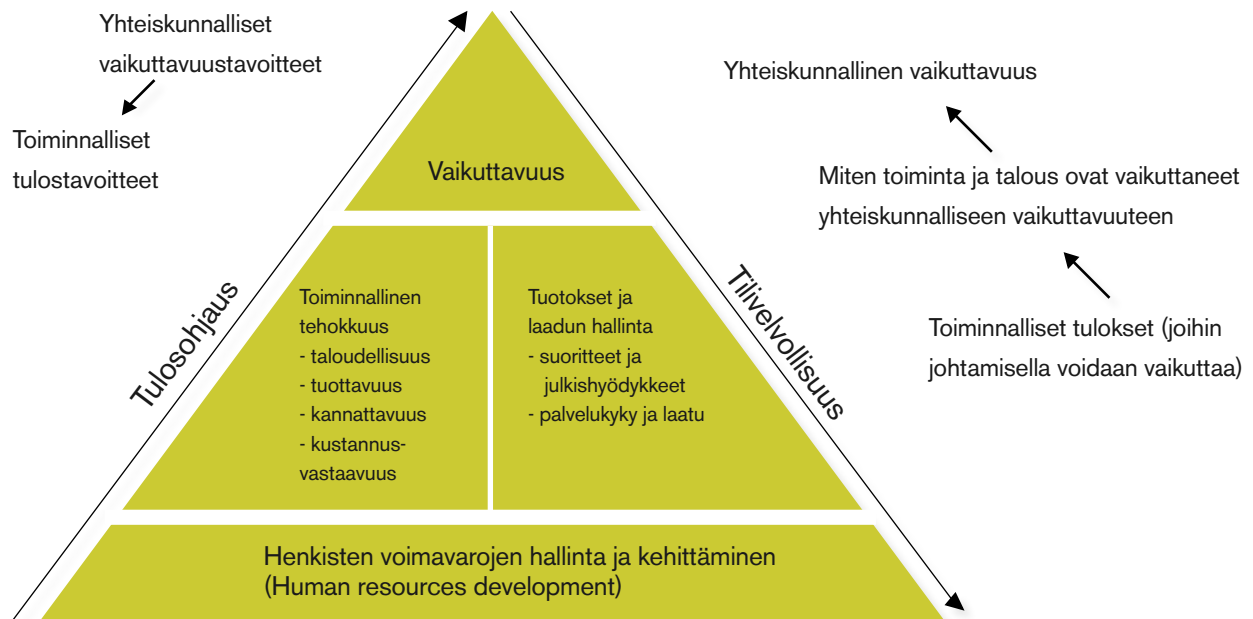 Yhteiskunnalliset
vaikuttavuustavoitteet
Toiminnalliset
tulostavoitteet
Tulosohjaus
Vaikuttavuus
Toiminnallinen
tehokkuus
- taloudellisuus
- tuottavuus
- kannattavuus
- kustannus-
vastaavuus
Tuotokset ja
laadun hallinta
- suoritteet ja
julkishyödykkeet
- palvelukyky ja laatu
Henkisten voimavarojen hallinta ja kehittäminen
(Human resources development)
Tilivelvollisuus
Yhteiskunnallinen vaikuttavuus
Miten toiminta ja talous ovat vaikuttaneet
yhteiskunnalliseen vaikuttavuuteen
Toiminnalliset tulokset (joihin
johtamisella voidaan vaikuttaa)